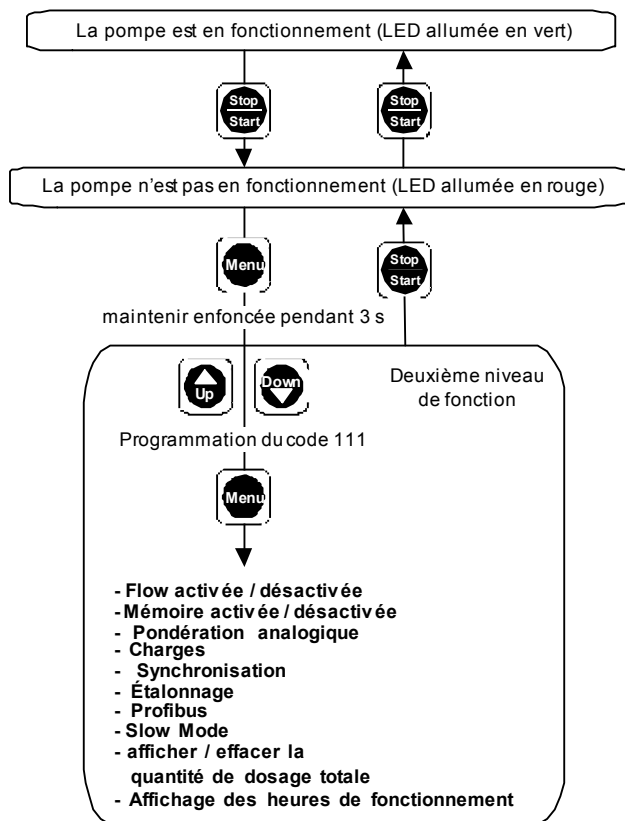 La pompe est en fonctionnement (LED allumée en vert)
Stop
Start
Stop
Start
La pompe n'est pas en fonctionnement (LED allumée en rouge)
Menu
Stop
Start
maintenir enfoncée pendant 3 s
Up
Down
Deuxième niveau
de fonction
Programmation du code 111
Menu
- Flow activée / désactivée
- Mémoire activée / désactivée
- Pondération analogique
- Charges
- Synchronisation
- Étalonnage
- Profibus
- Slow Mode
- afficher / effacer la
quantité de dosage totale
- Affichage des heures de fonctionnement